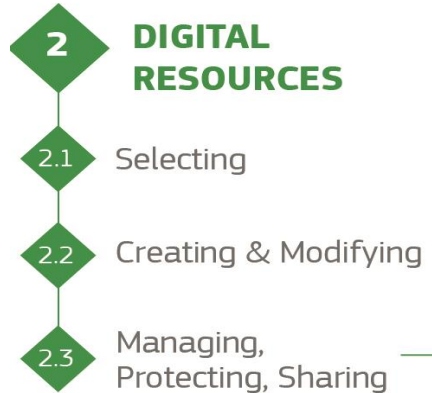 2 DIGITAL
RESOURCES
2.1 Selecting
2.2 Creating & Modifying
2.3 Managing,
Protecting, Sharing